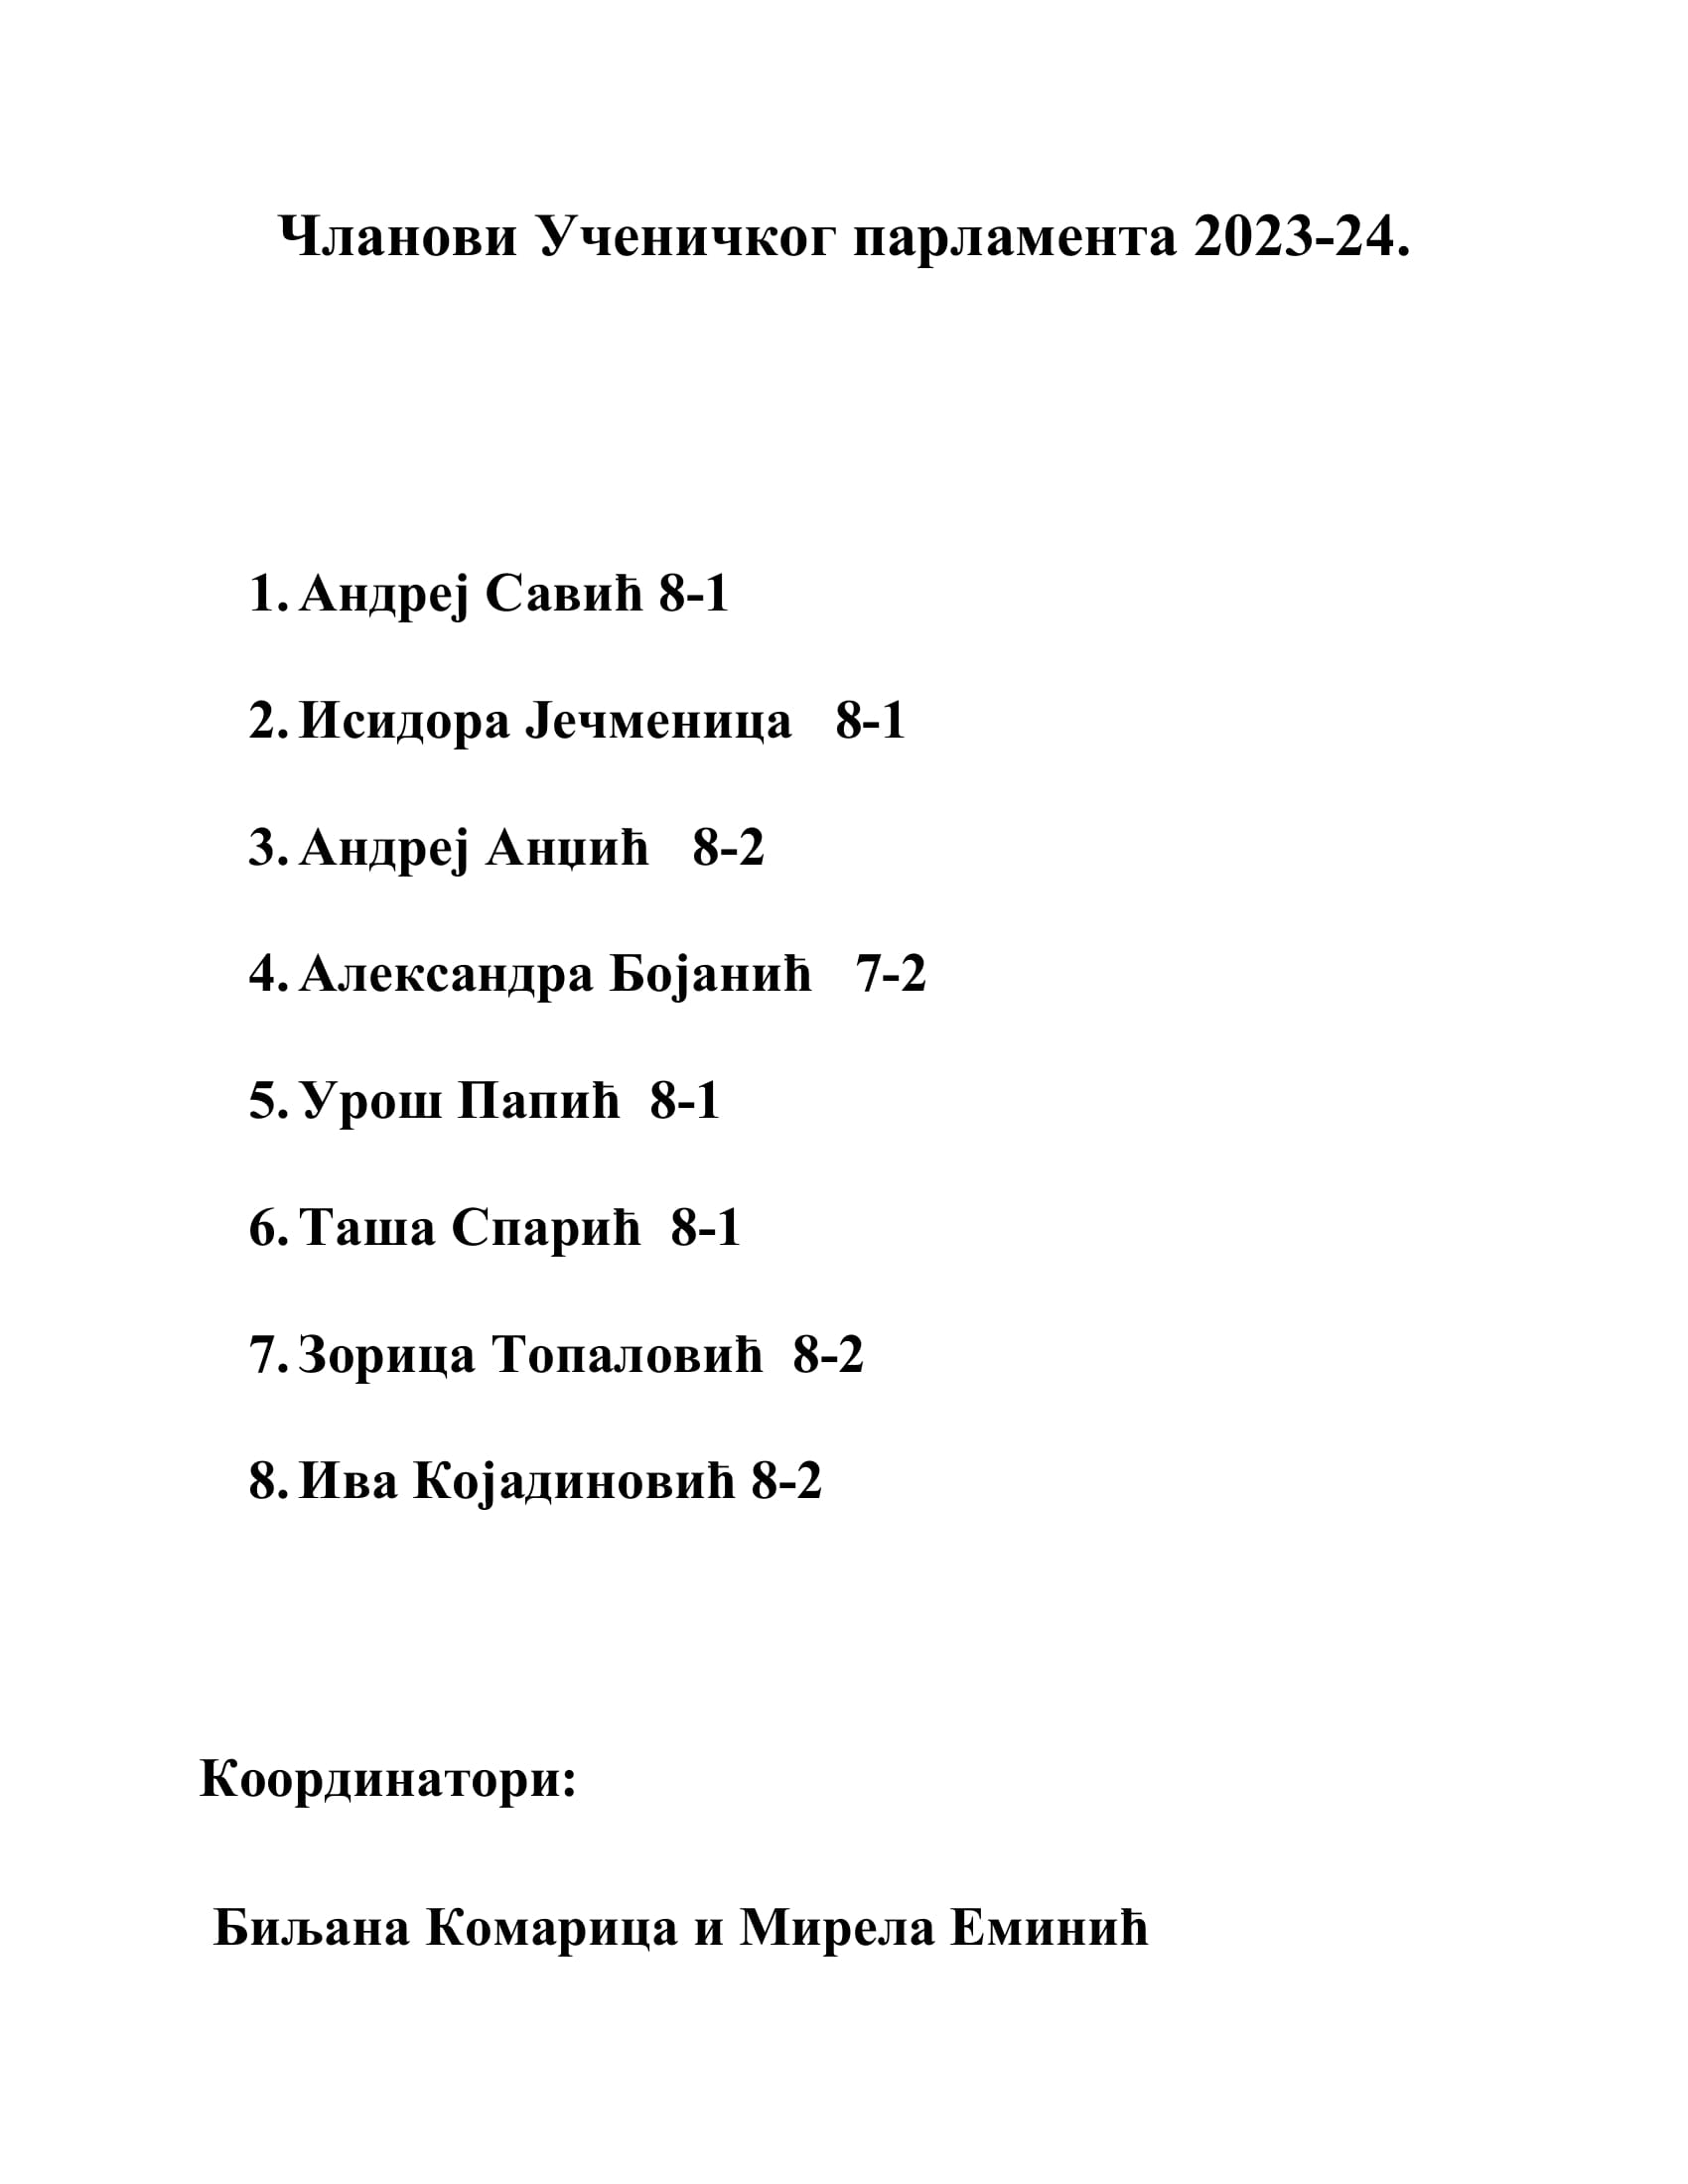 Чланови Ученичког парламента 2023-24.
1. Андреј Савић 8-1
2. Исидора Јечменица 8-1
3. Андреј Анџић 8-2
4. Александра Бојанић 7-2
5. Урош Папић 8-1
6. Таша Спарић 8-1
7. Зорица Топаловић 8-2
8. Ива Којадиновић 8-2
Координатори:
Биљана Комарица и Мирела Еминић